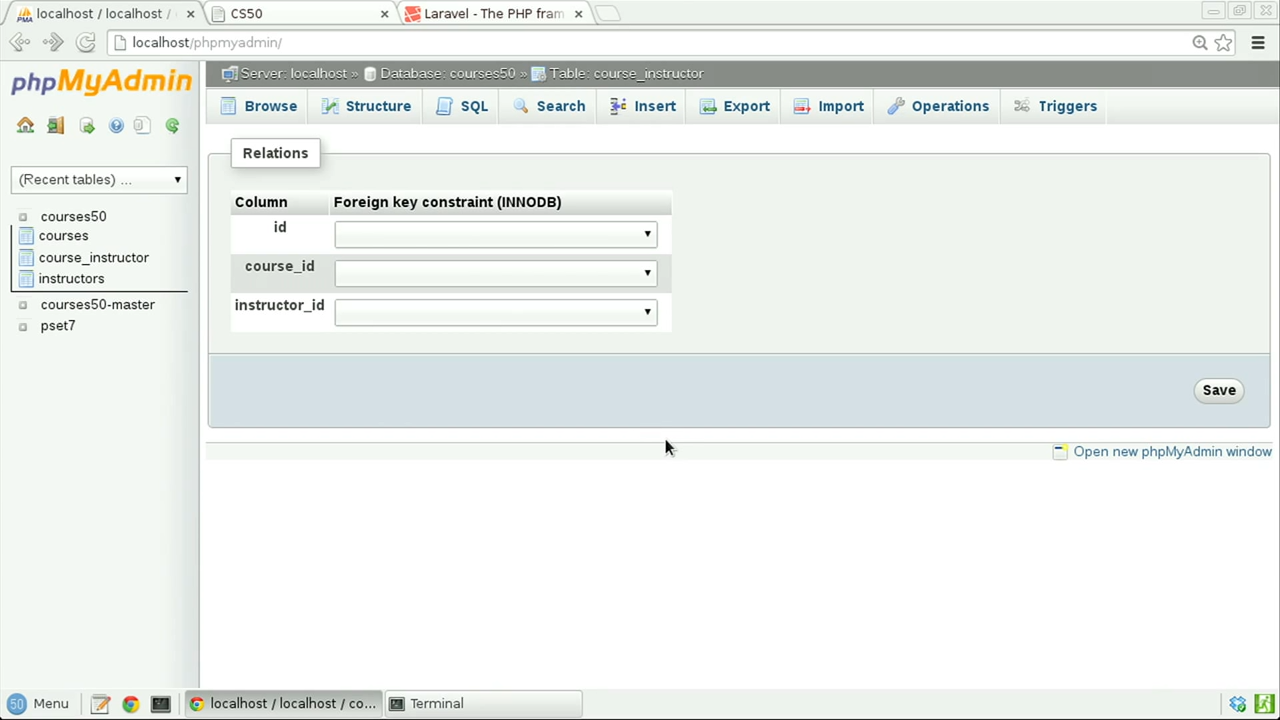 localhost / localhost /
CS50
Laravel - The PHP fram
localhost/phpmyadmin/
phpMyAdmin
Server: localhost » Database: courses50 » Table: course_instructor
Browse
Structure
SQL
Search
Insert
Export
Import
Operations
Triggers
(Recent tables) ...
courses50
courses
course_instructor
instructors
courses50-master
pset7
Relations
Column Foreign key constraint (INNODB)
id
course_id
instructor_id
Save
Open new phpMyAdmin window
50 Menu
localhost / localhost / co...
Terminal